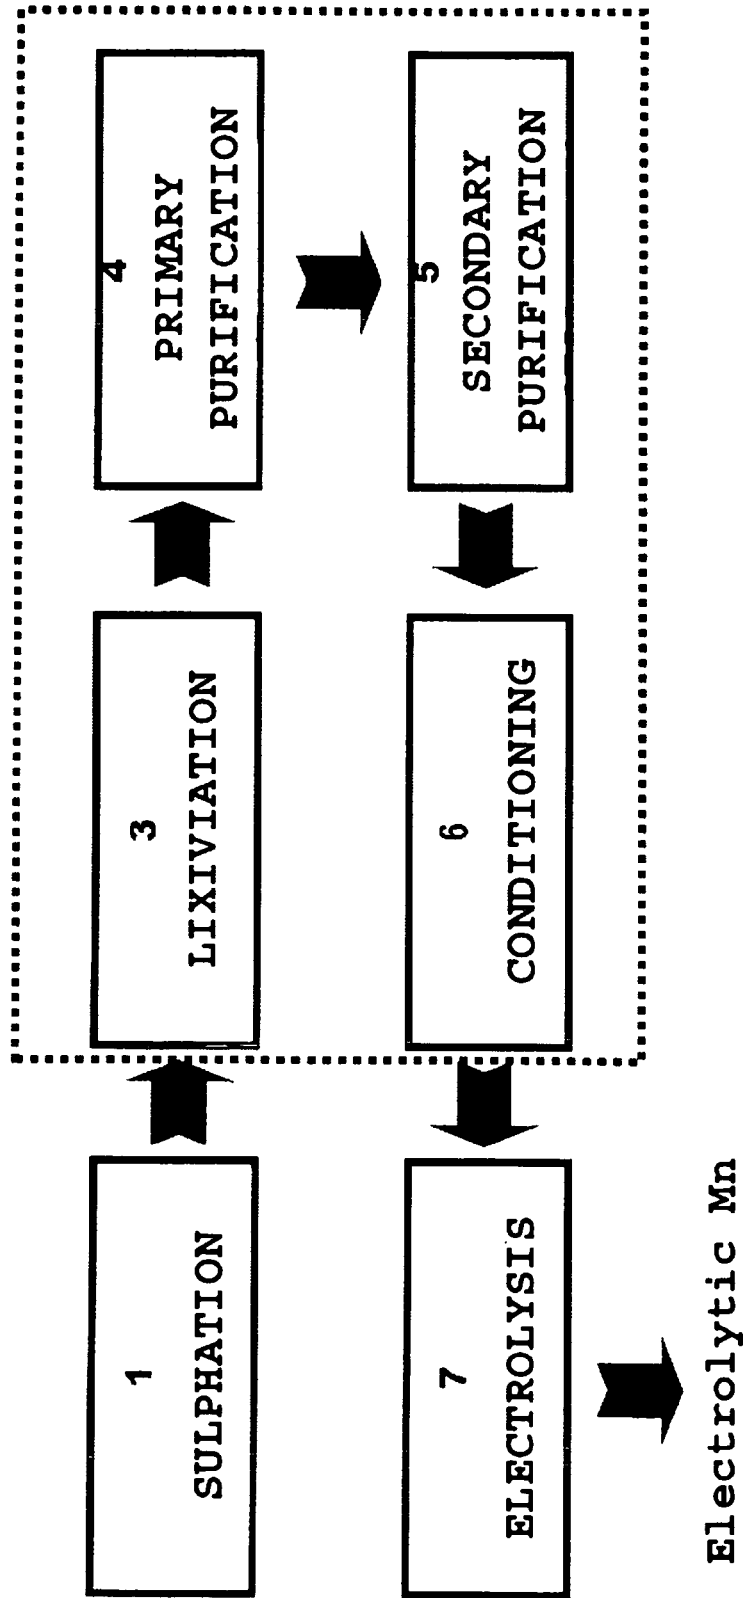 1
SULPHATION
3
LIXIVIATION
4
PRIMARY
PURIFICATION
5
SECONDARY
PURIFICATION
6
CONDITIONING
7
ELECTROLYSIS
Electrolytic Mn